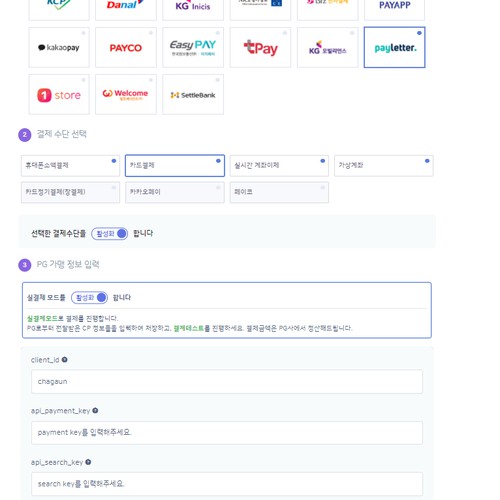 KCP
Danal
KG Inicis
PAYAPP
kakaopay
PAYCO
Easy PAY
tPay
KG 모빌리언스
payletter.
1 store
Welcome
SettleBank
2 결제 수단 선택
휴대폰소액결제
카드결제
실시간 계좌이체
가상계좌
카드정기결제(장결제)
카카오페이
페이코
선택한 결제수단을 활성화 합니다
3 PG 가맹 정보 입력
실결제 모드를 활성화 합니다
실결제모드로 결제를 진행합니다.
PG로부터 전달받은 CP 정보들을 입력하여 저장하고, 결제테스트를 진행하세요. 결제금액은 PG사에서 정산해드립니다.
client_id
chagaun
api_payment_key
payment key를 입력해주세요.
api_search_key
search key를 입력해주세요.